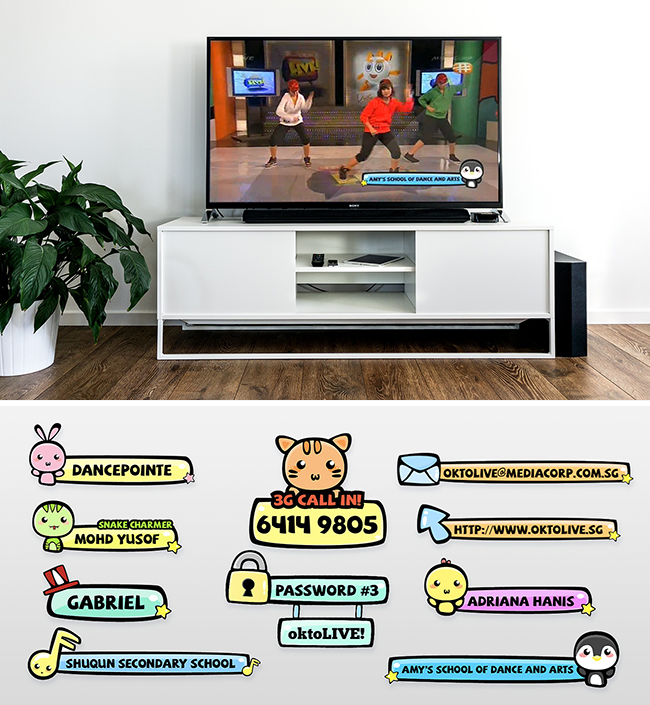 LIVE
AMY'S SCHOOL OF DANCE AND ARTS
SONY
DANCEPOINTE
3G CALL IN!
6414 9805
OKTOLIVE@MEDIACORP.COM.SG
SNAKE CHARMER
MOHD YUSOF
HTTP://WWW.OKTOLIVE.SG
GABRIEL
PASSWORD #3
oktoLIVE!
ADRIANA HANIS
SHUQUN SECONDARY SCHOOL
AMY'S SCHOOL OF DANCE AND ARTS